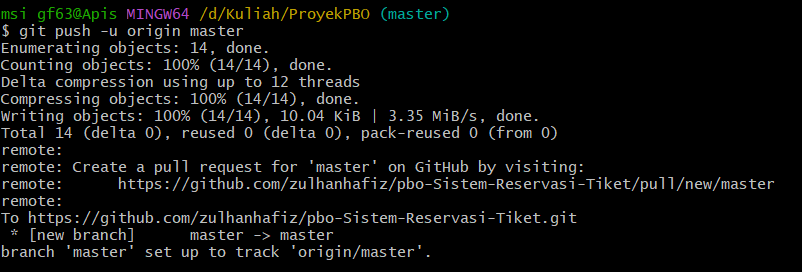 msi gf63@Apis MINGW64 /d/Kuliah/ProyekPBO (master)
$ git push -u origin master
Enumerating objects: 14, done.
Counting objects: 100% (14/14), done.
Delta compression using up to 12 threads
Compressing objects: 100% (14/14), done.
Writing objects: 100% (14/14), 10.04 KiB | 3.35 MiB/s, done.
Total 14 (delta 0), reused 0 (delta 0), pack-reused 0 (from 0)
remote:
remote: Create a pull request for 'master' on GitHub by visiting:
remote:      https://github.com/zulhanhafiz/pbo-Sistem-Reservasi-Tiket/pull/new/master
remote:
To https://github.com/zulhanhafiz/pbo-Sistem-Reservasi-Tiket.git
 * [new branch]      master -> master
branch 'master' set up to track 'origin/master'.